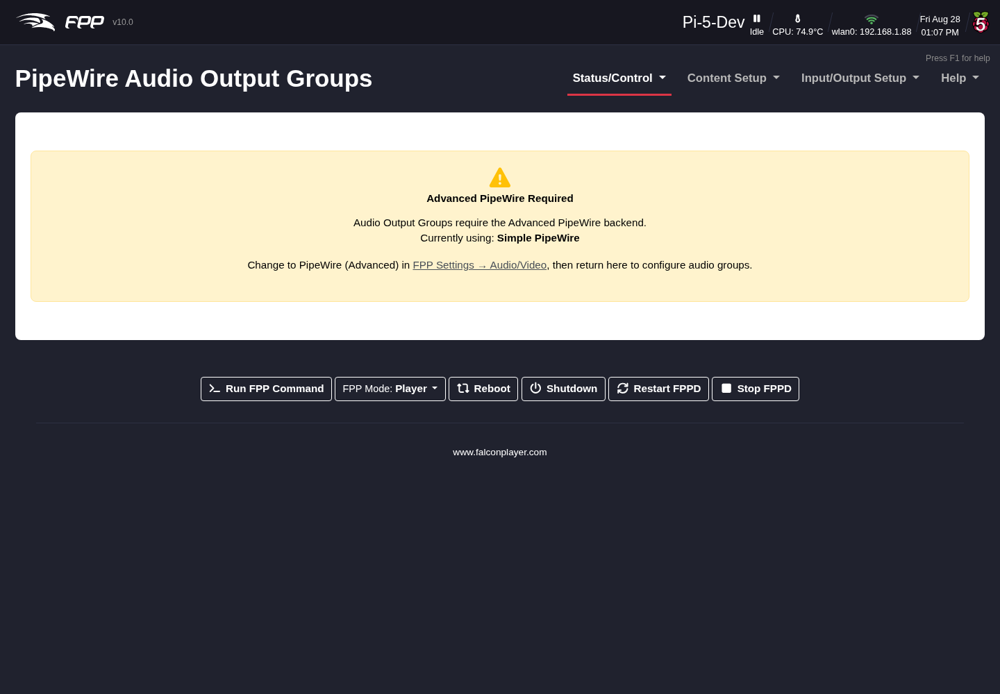 FPP v10.0
Pi-5-Dev
Idle
CPU: 74.9°C
wlan0: 192.168.1.88
Fri Aug 28
01:07 PM
5
Press F1 for help
PipeWire Audio Output Groups
Status/Control
Content Setup
Input/Output Setup
Help
Advanced PipeWire Required
Audio Output Groups require the Advanced PipeWire backend.
Currently using: Simple PipeWire
Change to PipeWire (Advanced) in FPP Settings → Audio/Video, then return here to configure audio groups.
Run FPP Command
FPP Mode: Player
Reboot
Shutdown
Restart FPPD
Stop FPPD
www.falconplayer.com